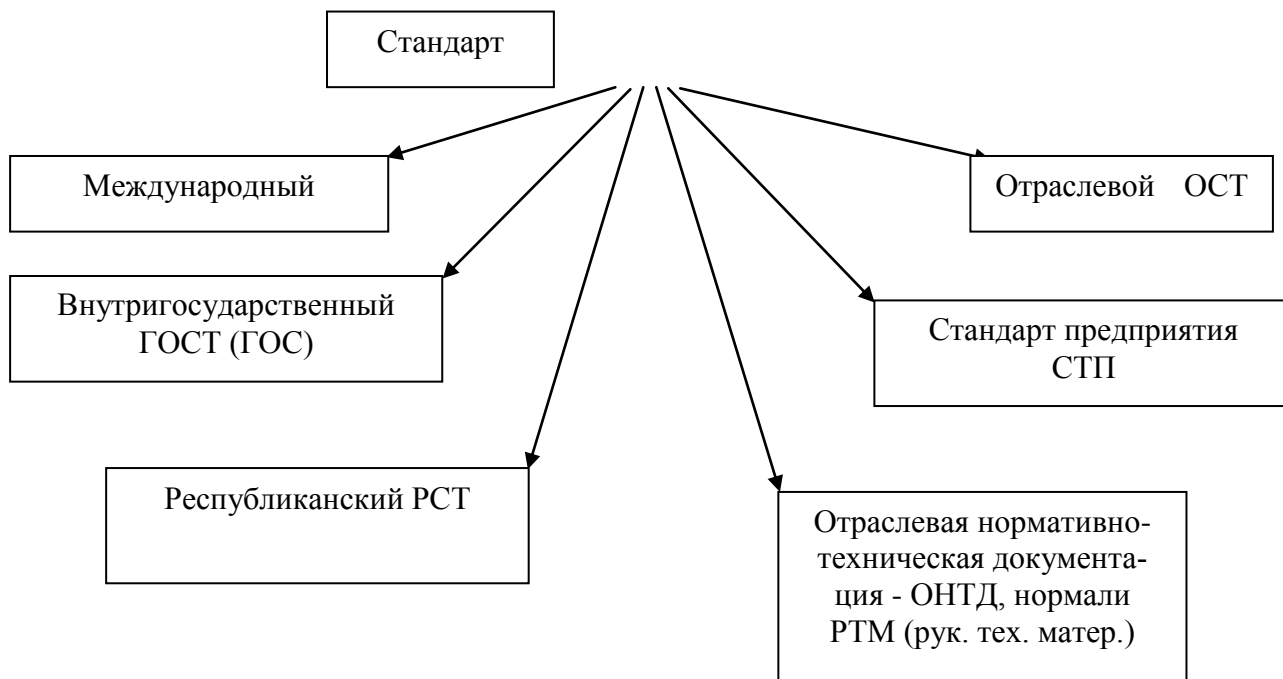 Стандарт
Международный
Отраслевой ОСТ
Внутригосударственный
ГОСТ (ГОС)
Стандарт предприятия
СТП
Республиканский РСТ
Отраслевая нормативно-
техническая документа-
ция - ОНТД, нормали
РТМ (рук. тех. матер.)